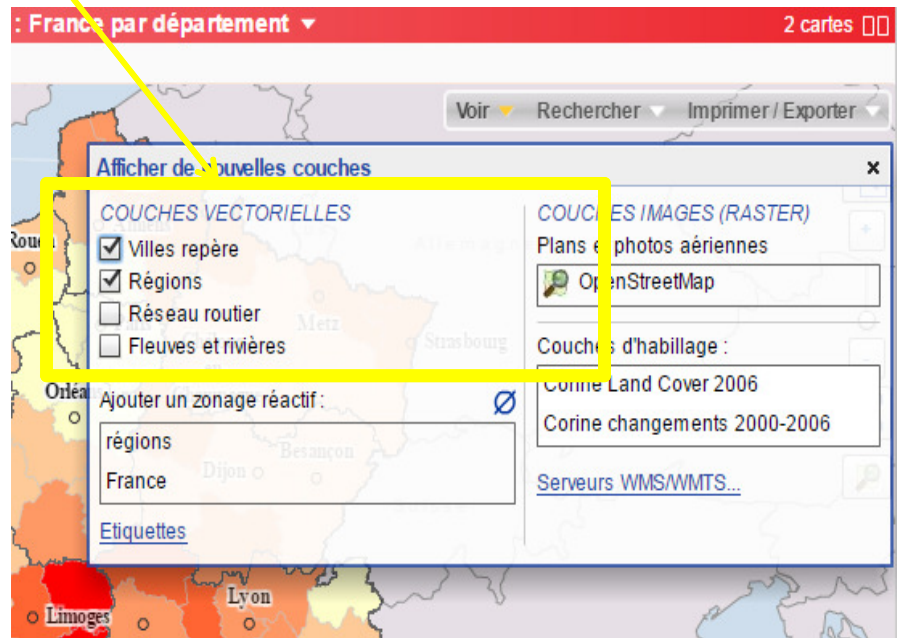 : France par département
2 cartes
Voir Rechercher Imprimer / Exporter
Afficher de nouvelles couches x
COUCHES VECTORIELLES
Villes repère
Régions
Réseau routier
Fleuves et rivières
Ajouter un zonage réactif :
régions
France
Etiquettes
COUCHES IMAGES (RASTER)
Plans et photos aériennes
OpenStreetMap
Couches d'habillage :
Corine Land Cover 2006
Corine changements 2000-2006
Serveurs WMS/WMTS...
Amiens
Allemagne
Rouen
Paris
Metz
Strasbourg
Orléa
Besançon
Dijon
Lyon
Limoges